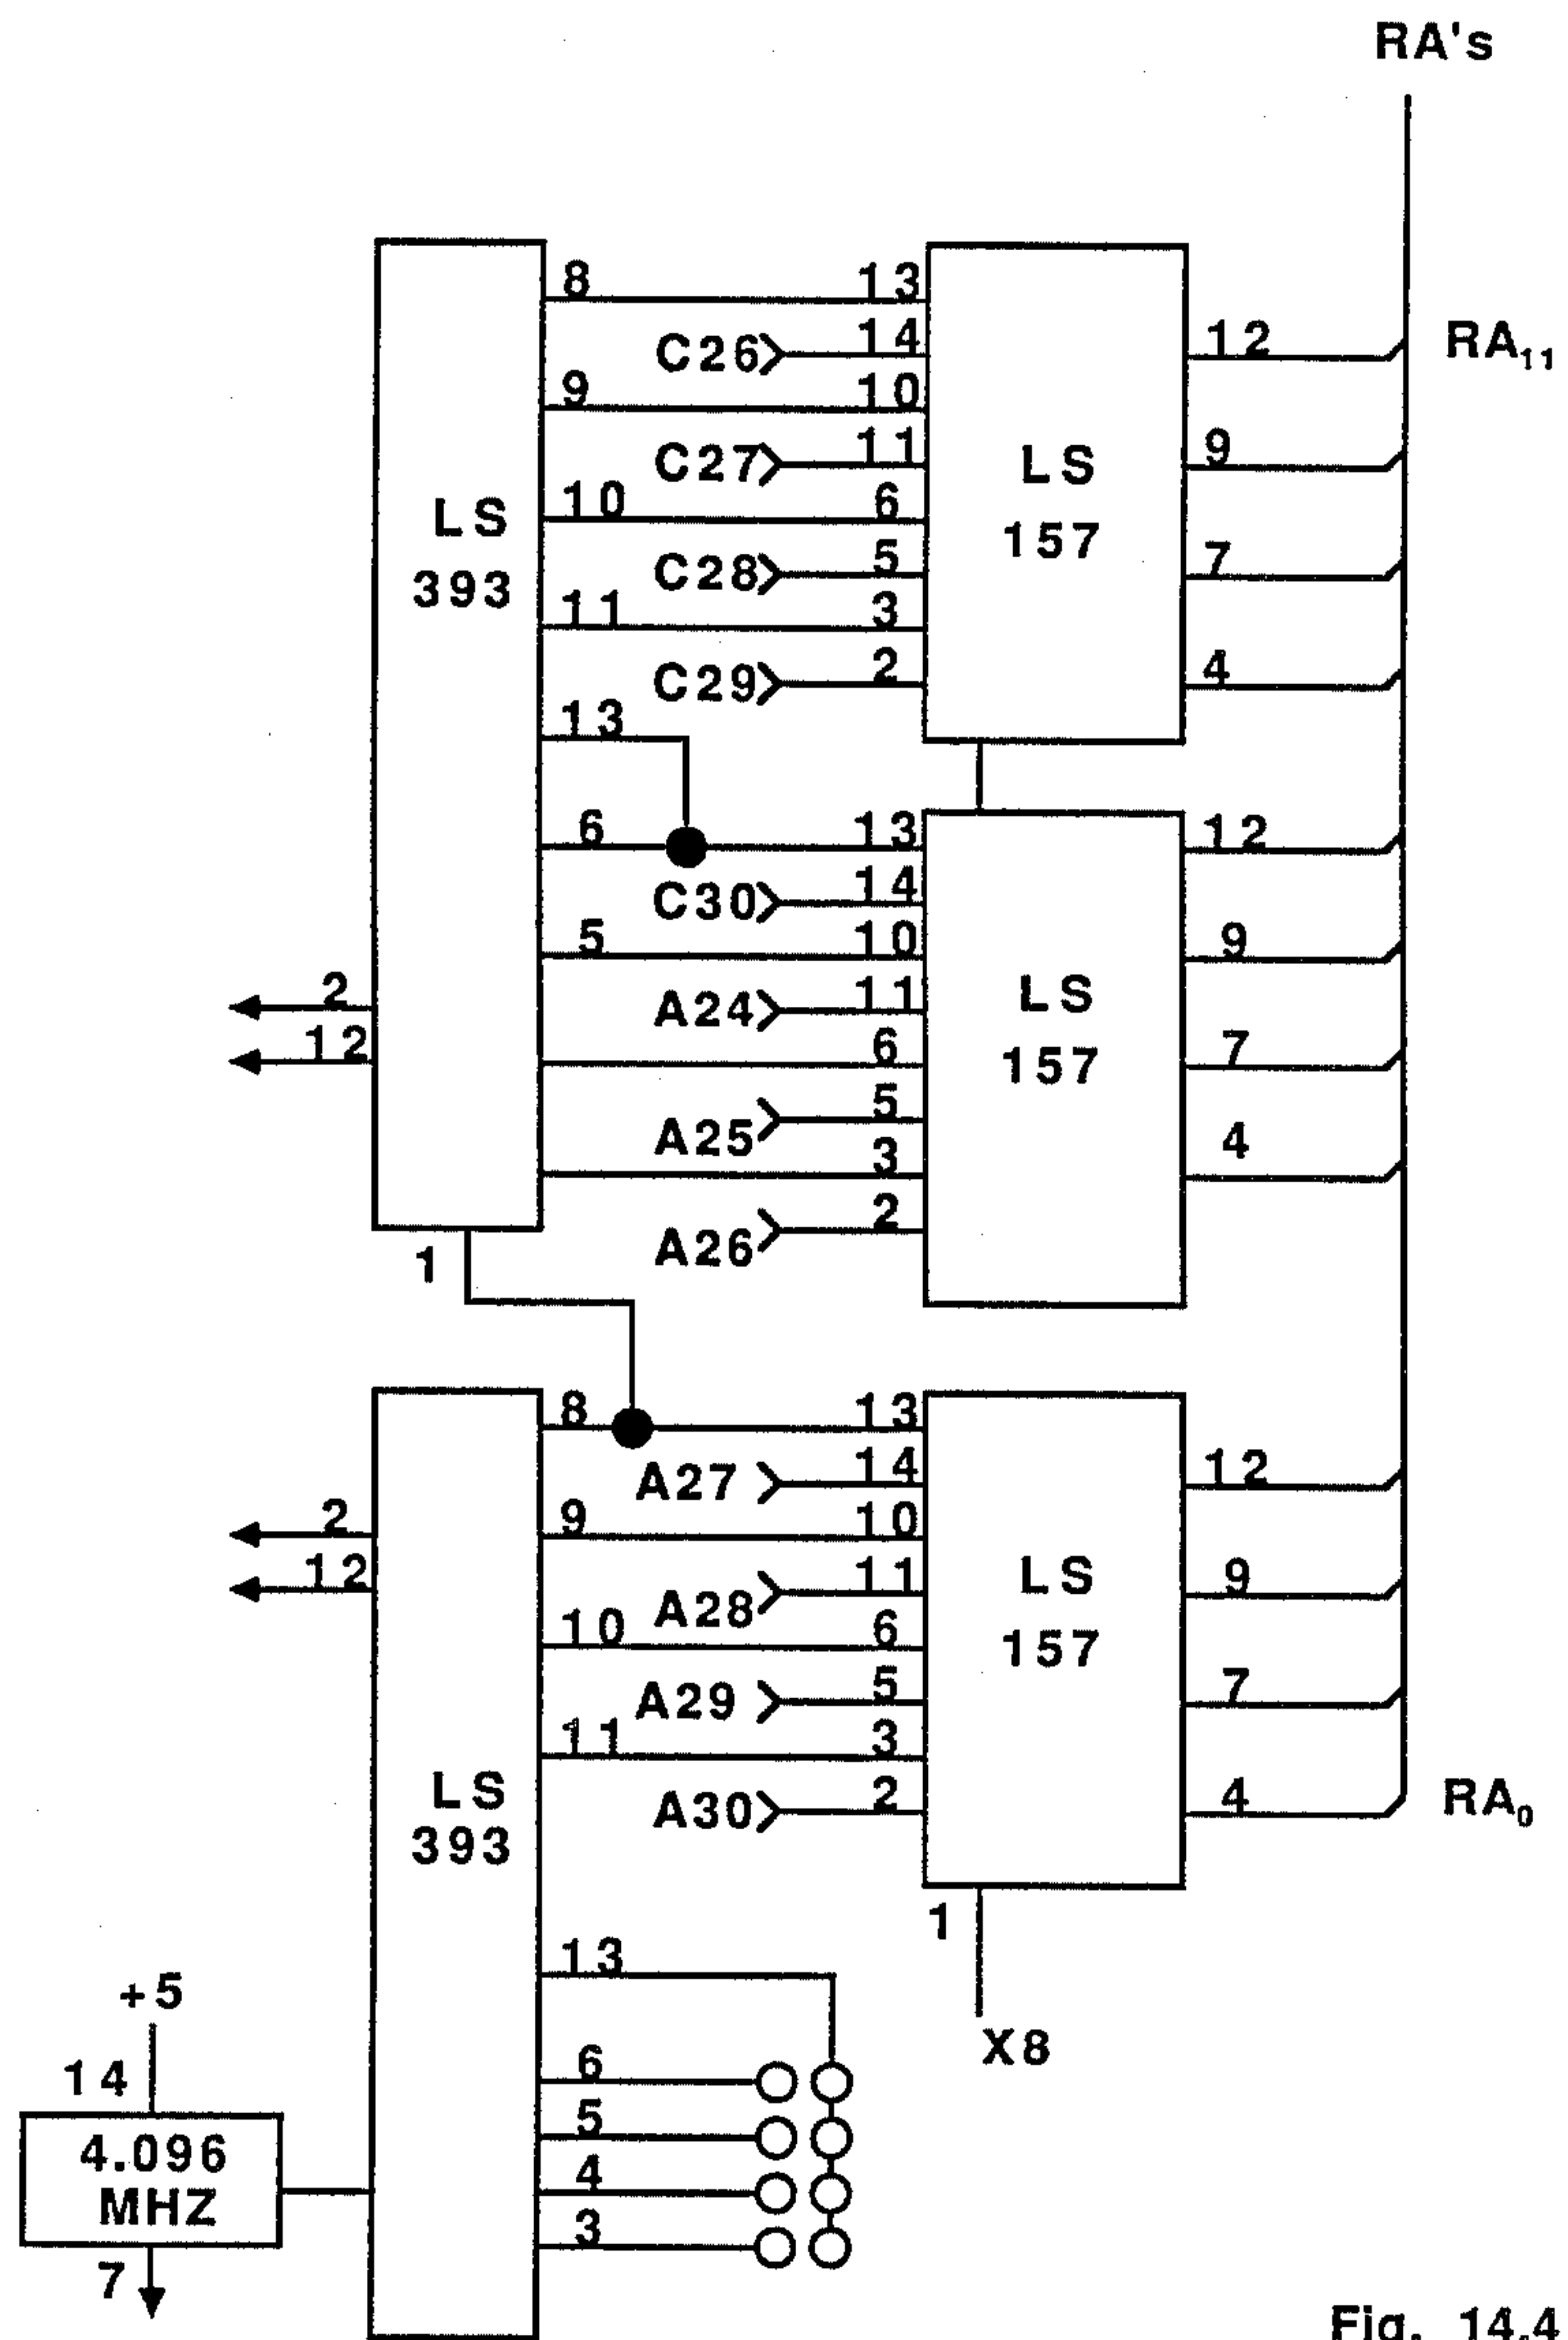 RA's
8 13
C26 14 12 RA11
9 10
C27 11 9
LS 393
LS 157
10 6
C28 5 7
11 3
C29 2 4
13
6 13 12
C30 14
5 10 9
A24 11
LS 157
2
12
6 7
A25 5
3 4
A26 2
1
8 13
A27 14 12
9 10
2
12
A28 11 9
LS 157
10 6
A29 5 7
11 3
LS 393
A30 2 4 RA0
1
13
X8
+5
14
6
5
4.096 MHZ
4
3
7
Fig. 14.4